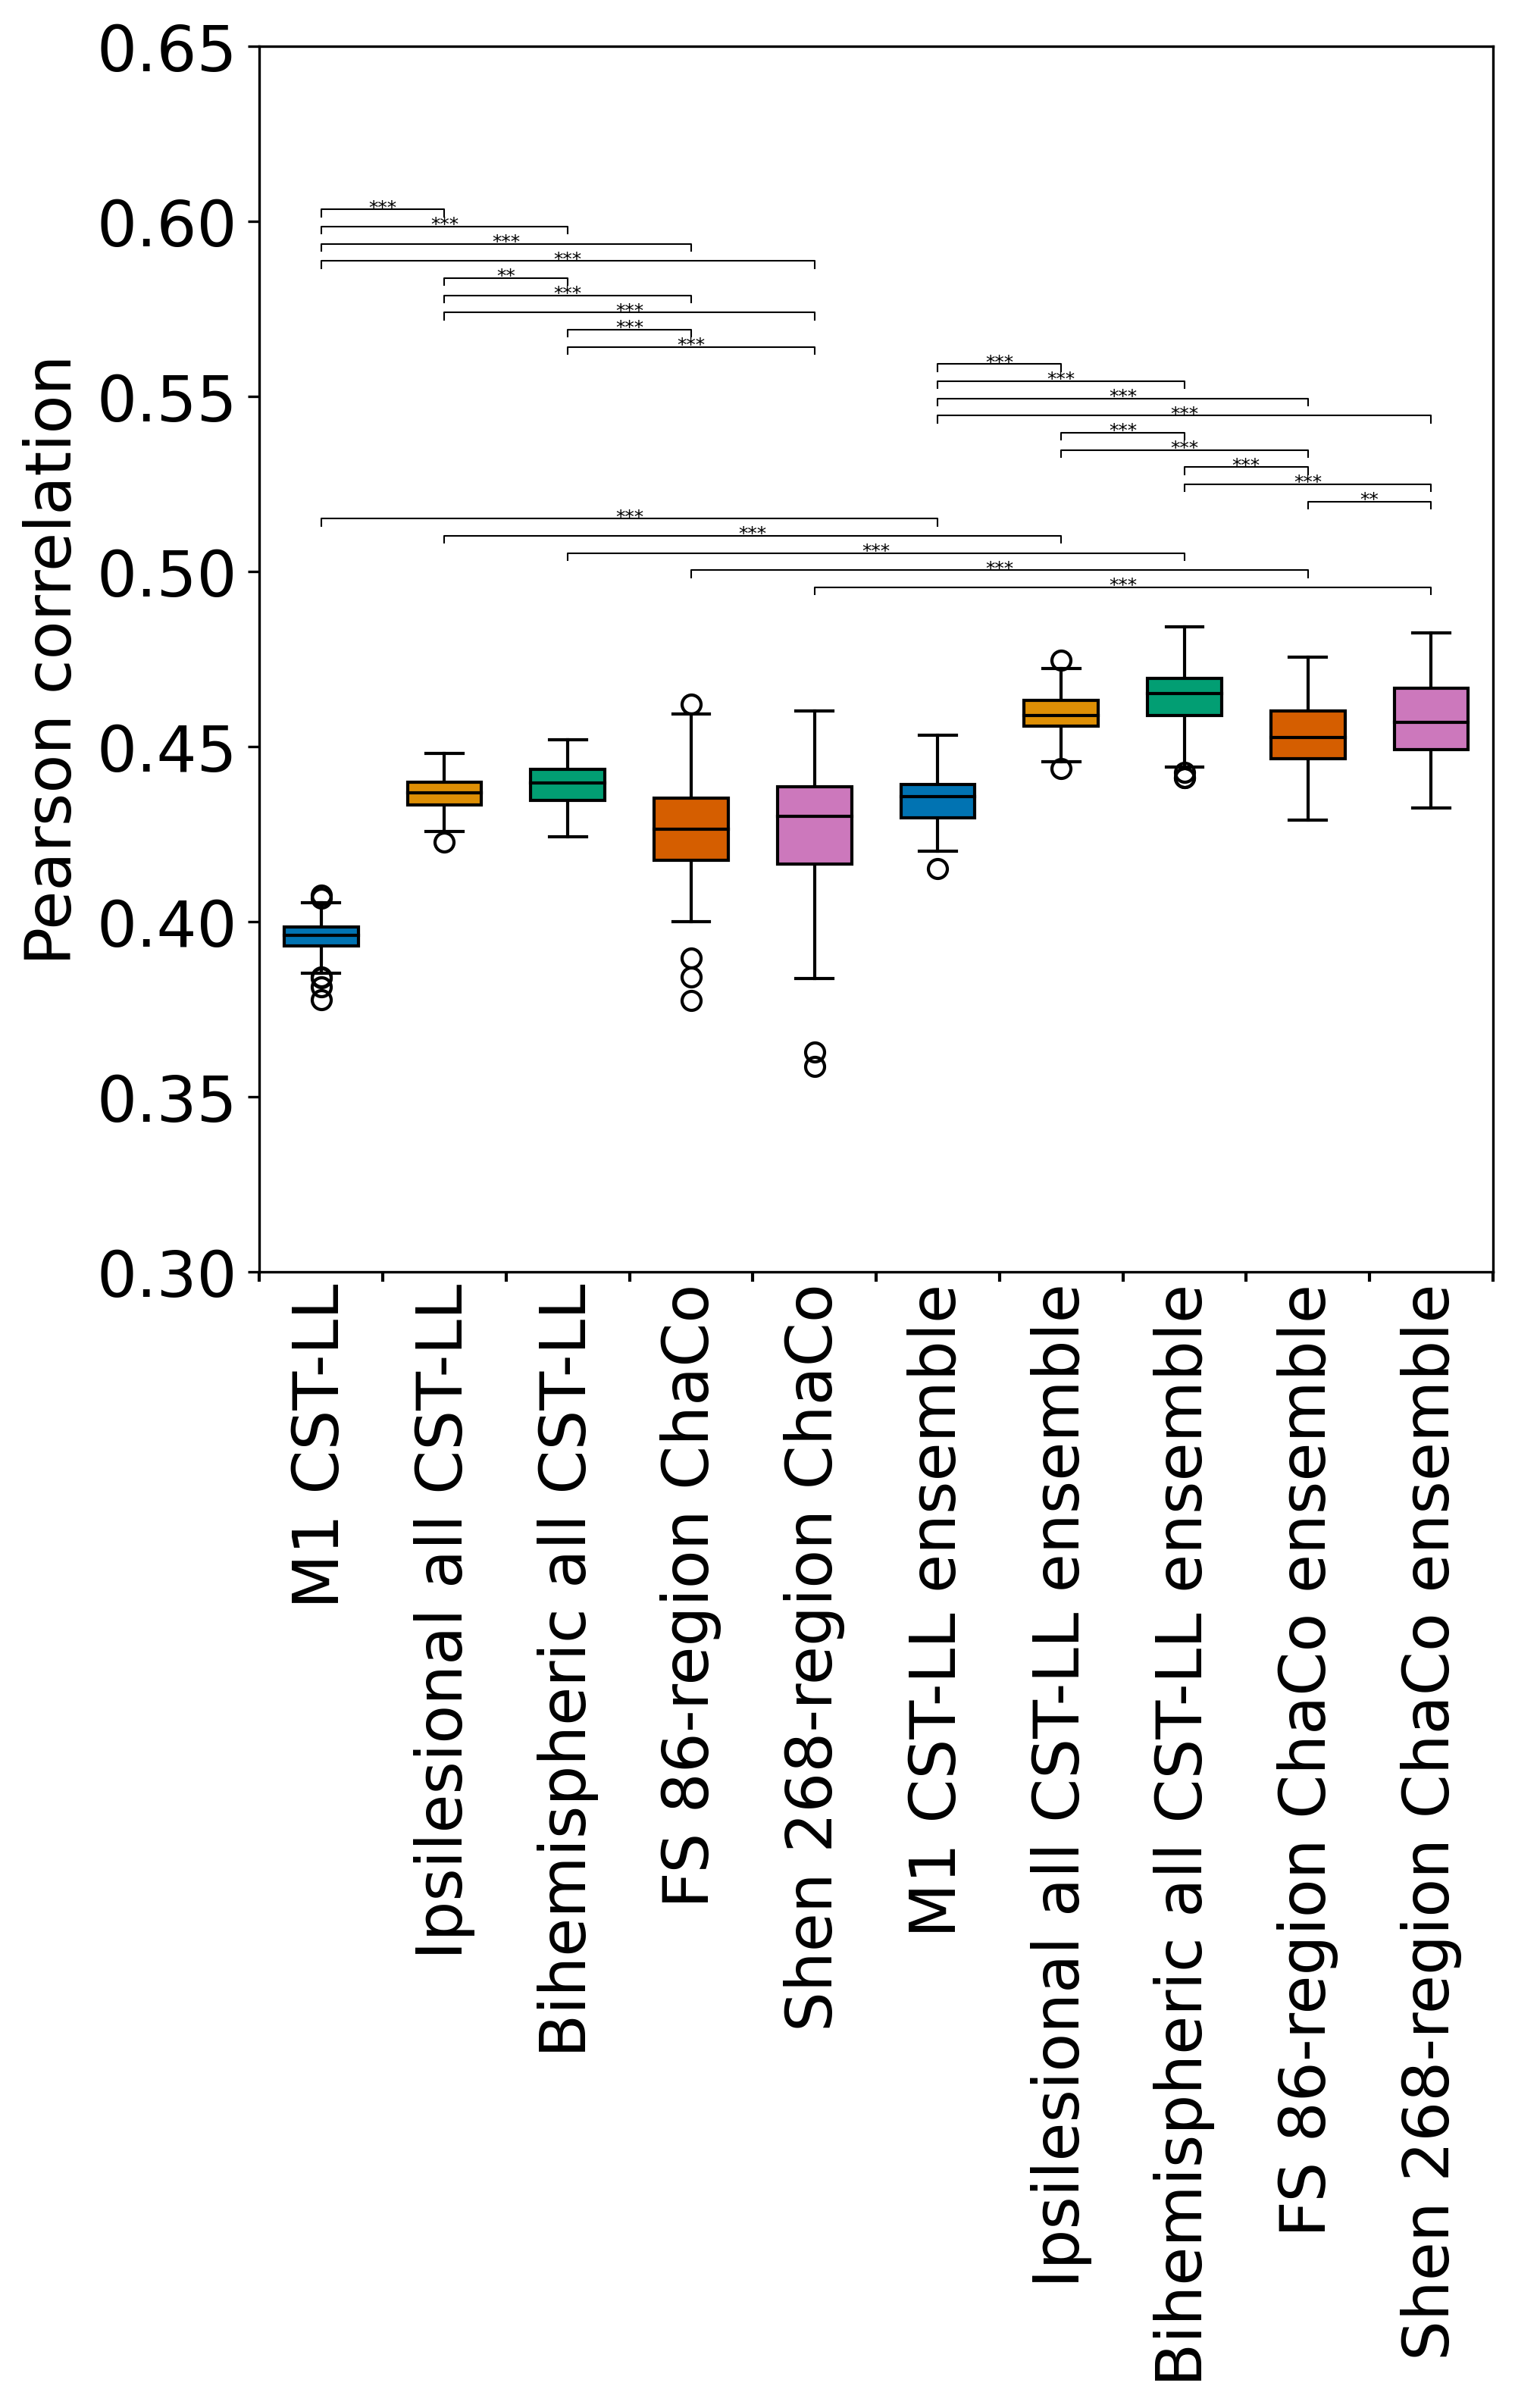 0.65
0.60
0.55
0.50
0.45
0.40
0.35
0.30
Pearson correlation
***
***
***
***
**
***
***
***
***
***
***
***
***
***
***
***
***
**
***
***
***
***
***
M1 CST-LL
Ipsilesional all CST-LL
Bihemispheric all CST-LL
FS 86-region ChaCo
Shen 268-region ChaCo
M1 CST-LL ensemble
Ipsilesional all CST-LL ensemble
Bihemispheric all CST-LL ensemble
FS 86-region ChaCo ensemble
Shen 268-region ChaCo ensemble